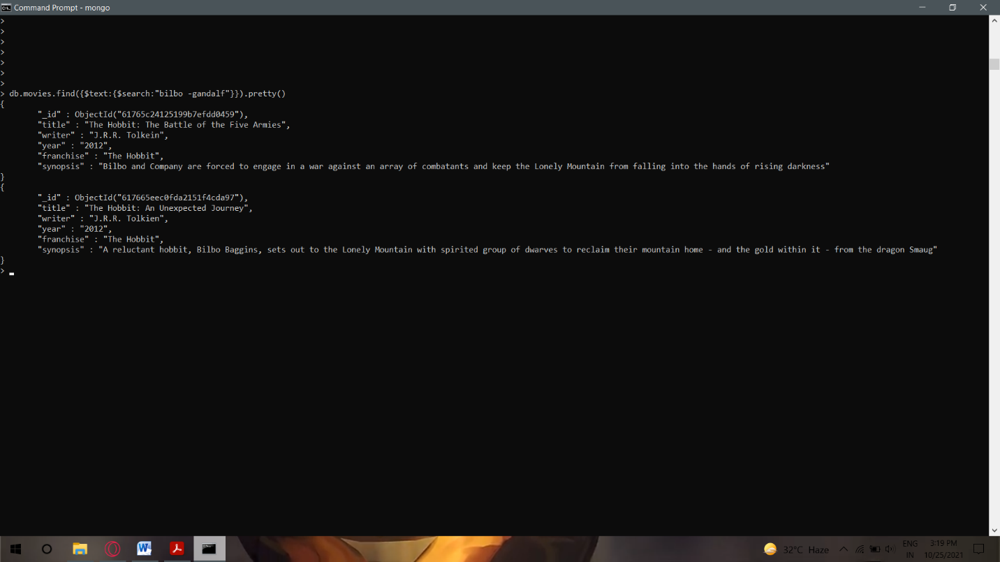 Command Prompt - mongo
>
>
>
>
>
>
>
> db.movies.find({$text:{$search:"bilbo -gandalf"}}).pretty()
{
        "_id" : ObjectId("61765c24125199b7efdd0459"),
        "title" : "The Hobbit: The Battle of the Five Armies",
        "writer" : "J.R.R. Tolkein",
        "year" : "2012",
        "franchise" : "The Hobbit",
        "synopsis" : "Bilbo and Company are forced to engage in a war against an array of combatants and keep the Lonely Mountain from falling into the hands of rising darkness"
}
{
        "_id" : ObjectId("617665eec0fda2151f4cda97"),
        "title" : "The Hobbit: An Unexpected Journey",
        "writer" : "J.R.R. Tolkien",
        "year" : "2012",
        "franchise" : "The Hobbit",
        "synopsis" : "A reluctant hobbit, Bilbo Baggins, sets out to the Lonely Mountain with spirited group of dwarves to reclaim their mountain home - and the gold within it - from the dragon Smaug"
}
>
32°C Haze
ENG
IN
3:19 PM
10/25/2021